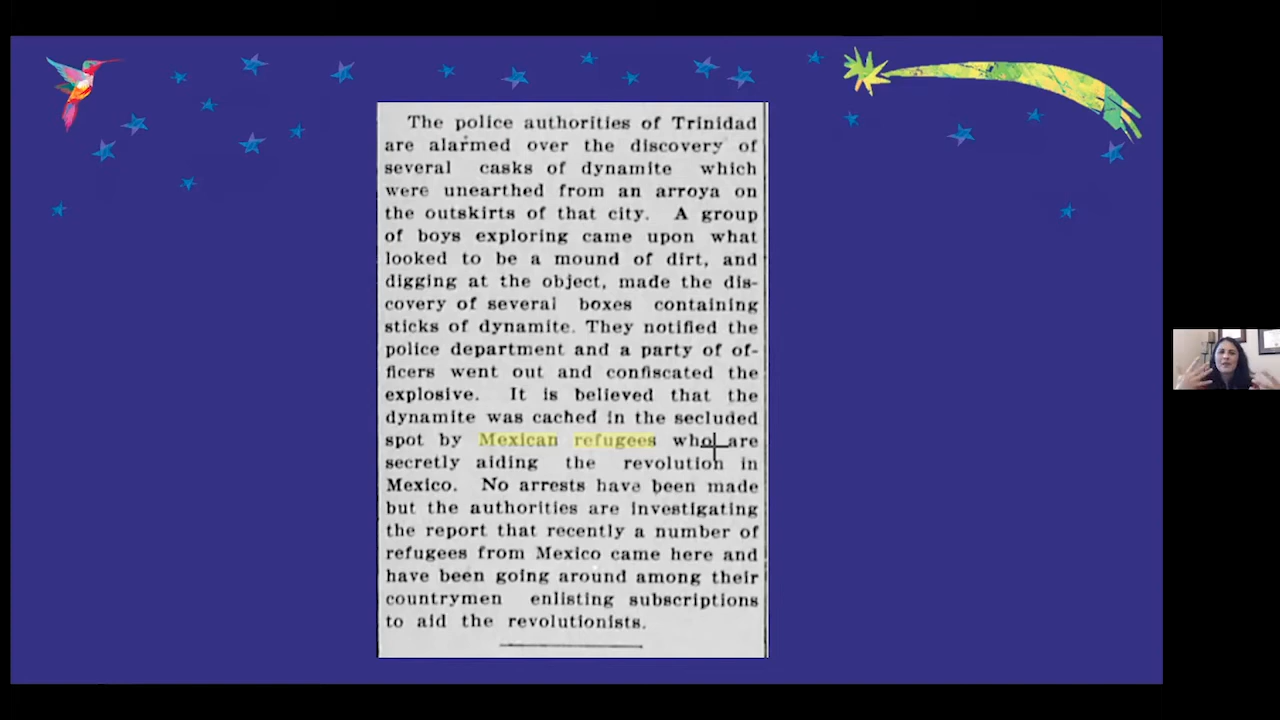 The police authorities of Trinidad
are alarmed over the discovery of
several casks of dynamite which
were unearthed from an arroya on
the outskirts of that city. A group
of boys exploring came upon what
looked to be a mound of dirt, and
digging at the object, made the dis-
covery of several boxes containing
sticks of dynamite. They notified the
police department and a party of of-
ficers went out and confiscated the
explosive. It is believed that the
dynamite was cached in the secluded
spot by Mexican refugees who are
secretly aiding the revolution in
Mexico. No arrests have been made
but the authorities are investigating
the report that recently a number of
refugees from Mexico came here and
have been going around among their
countrymen enlisting subscriptions
to aid the revolutionists.